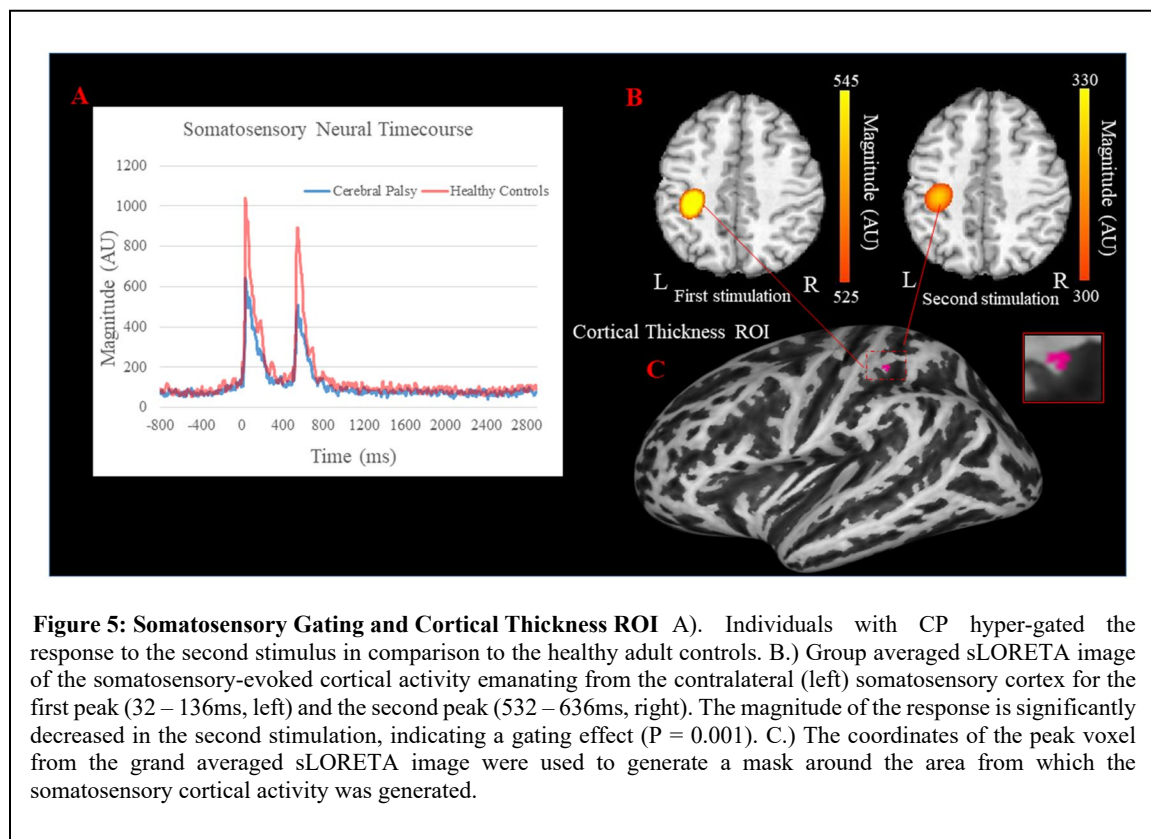 A
Somatosensory Neural Timecourse
1200
1000
800
600
400
200
0
Magnitude (AU)
Cerebral Palsy
Healthy Controls
-800 -400 0 400 800 1200 1600 2000 2400 2800
Time (ms)
B
545
Magnitude (AU)
525
L
R
First stimulation
330
Magnitude (AU)
300
L
R
Second stimulation
Cortical Thickness ROI
C
Figure 5: Somatosensory Gating and Cortical Thickness ROI A). Individuals with CP hyper-gated the
response to the second stimulus in comparison to the healthy adult controls. B.) Group averaged sLORETA image
of the somatosensory-evoked cortical activity emanating from the contralateral (left) somatosensory cortex for the
first peak (32 – 136ms, left) and the second peak (532 – 636ms, right). The magnitude of the response is significantly
decreased in the second stimulation, indicating a gating effect (P = 0.001). C.) The coordinates of the peak voxel
from the grand averaged sLORETA image were used to generate a mask around the area from which the
somatosensory cortical activity was generated.